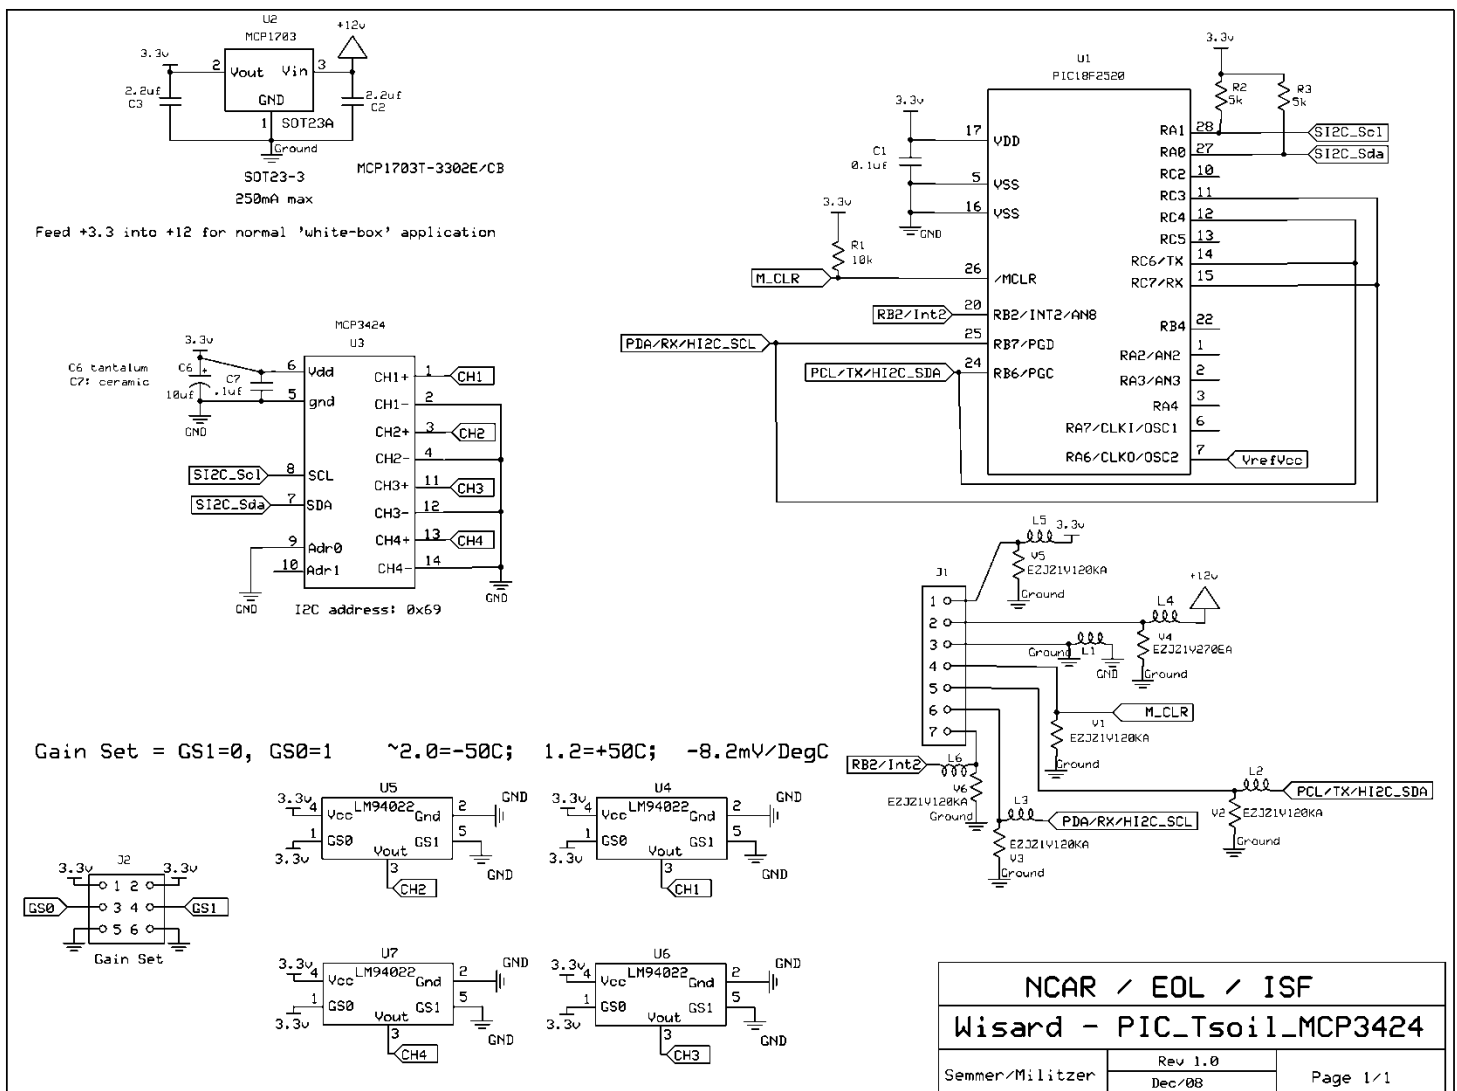 U2
MCP1703
+12v
3.3v
2 Vout Vin 3
GND
1 SOT23A
2.2uf
C3
2.2uf
C2
Ground
SOT23-3
250mA max
MCP1703T-3302E/CB
Feed +3.3 into +12 for normal 'white-box' application
U1
PIC18F2520
3.3v
R2
5k
R3
5k
3.3v
C1
0.1uf
GND
17 VDD
5 VSS
16 VSS
3.3v
R1
10k
M_CLR
26 /MCLR
RB2/Int2
20 RB2/INT2/AN8
PDA/RX/HI2C_SCL
25 RB7/PGD
PCL/TX/HI2C_SDA
24 RB6/PGC
RA1 28 SI2C_Scl
RA0 27 SI2C_Sda
RC2 10
RC3 11
RC4 12
RC5 13
RC6/TX 14
RC7/RX 15
RB4 22
RA2/AN2 1
RA3/AN3 2
RA4 3
RA7/CLKI/OSC1 6
RA6/CLKO/OSC2 7 VrefVcc
MCP3424
U3
3.3v
C6 tantalum
C7: ceramic
C6 +
10uf
C7
.1uf
GND
6 Vdd
5 gnd
SI2C_Scl 8 SCL
SI2C_Sda 7 SDA
9 Adr0
10 Adr1
GND
CH1+ 1 CH1
CH1- 2
CH2+ 3 CH2
CH2- 4
CH3+ 11 CH3
CH3- 12
CH4+ 13 CH4
CH4- 14
GND
I2C address: 0x69
J1
1
2
3
4
5
6
7
L5 3.3v
V5
EZJZ1V120KA
Ground
L4
+12v
V4
EZJZ1V270EA
Ground
Ground
L1
GND
M_CLR
V1
EZJZ1V120KA
Ground
RB2/Int2
L6
V6
EZJZ1V120KA
Ground
L3
PDA/RX/HI2C_SCL
EZJZ1V120KA
V3
Ground
L2
PCL/TX/HI2C_SDA
V2 EZJZ1V120KA
Ground
Gain Set = GS1=0, GS0=1 ~2.0=-50C; 1.2=+50C; -8.2mV/DegC
U5
LM94022
3.3v 4 Vcc Gnd 2 GND
3.3v 1 GS0 GS1 5 GND
Vout
3
CH2
U4
LM94022
3.3v 4 Vcc Gnd 2 GND
3.3v 1 GS0 GS1 5 GND
Vout
3
CH1
J2
3.3v 3.3v
1 2
GS0 3 4 GS1
5 6
Gain Set
U7
LM94022
3.3v 4 Vcc Gnd 2 GND
3.3v 1 GS0 GS1 5 GND
Vout
3
CH4
U6
LM94022
3.3v 4 Vcc Gnd 2 GND
3.3v 1 GS0 GS1 5 GND
Vout
3
CH3
NCAR / EOL / ISF
Wisard - PIC_Tsoil_MCP3424
Semmer/Militzer
Rev 1.0
Dec/08
Page 1/1